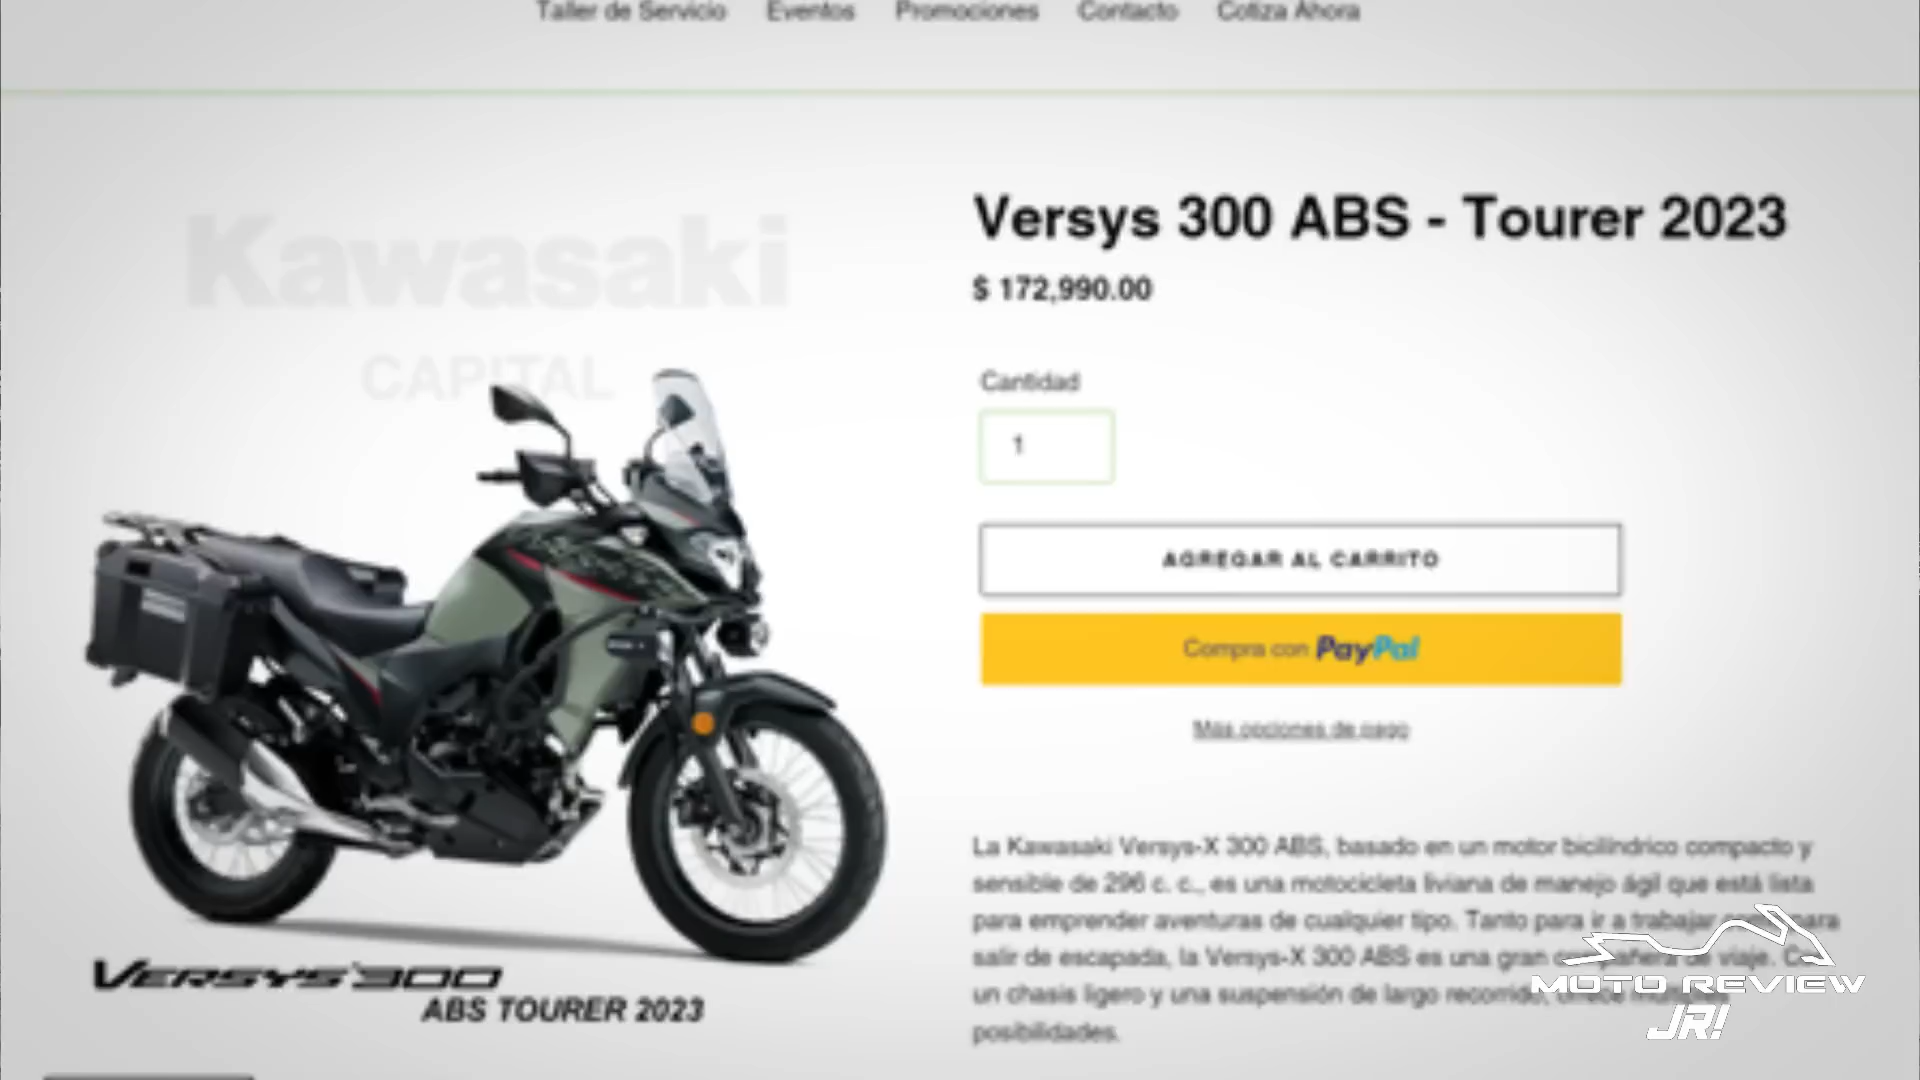 Taller de Servicio Eventos Promociones Contacto Cotiza Ahora
Kawasaki
CAPITAL
Versys 300 ABS - Tourer 2023
$ 172,990.00
Cantidad
1
AGREGAR AL CARRITO
Compra con PayPal
Más opciones de pago
La Kawasaki Versys-X 300 ABS, basado en un motor bicilíndrico compacto y
sensible de 296 c. c., es una motocicleta liviana de manejo ágil que está lista
para emprender aventuras de cualquier tipo. Tanto para ir a trabajar para
salir de escapada, la Versys-X 300 ABS es una gran viaje.
un chasis ligero y una suspensión de largo recorrido,
posibilidades.
VERSYS 300
ABS TOURER 2023
MOTO REVIEW
JR!